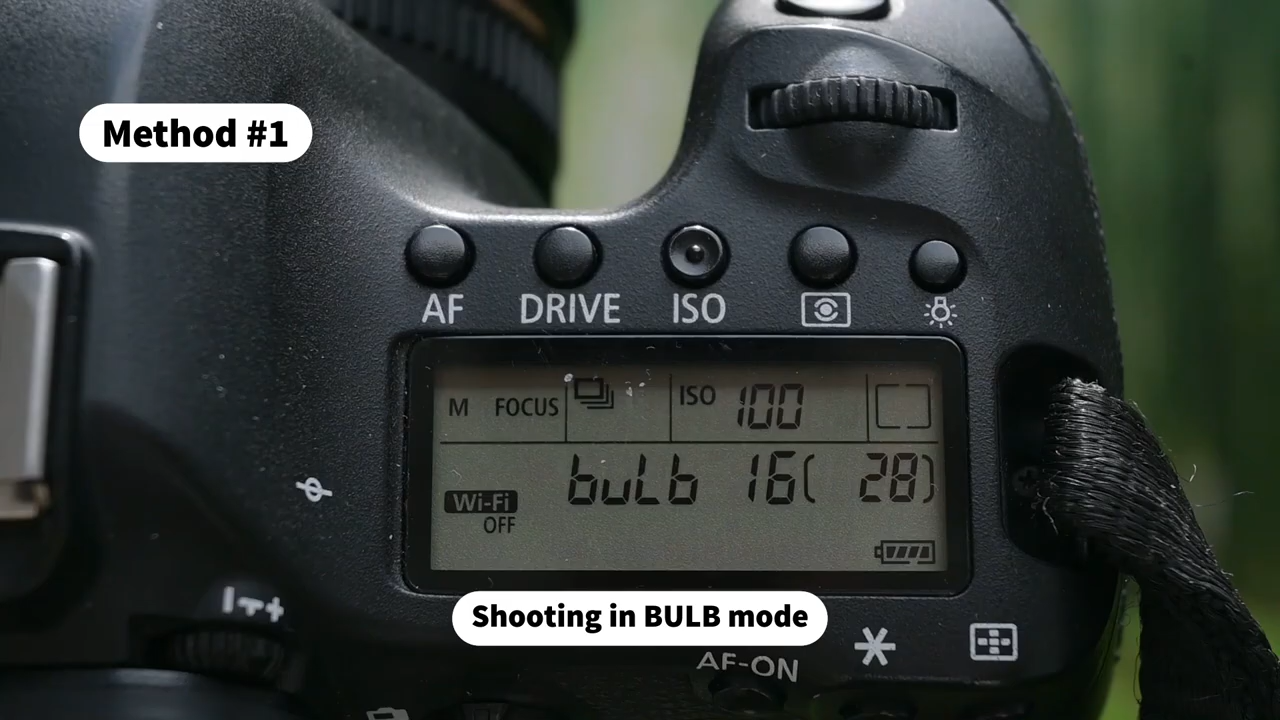 Method #1
AF DRIVE ISO
M FOCUS ISO 100
buLb 16( 28)
Wi-Fi
OFF
Shooting in BULB mode
AF-ON